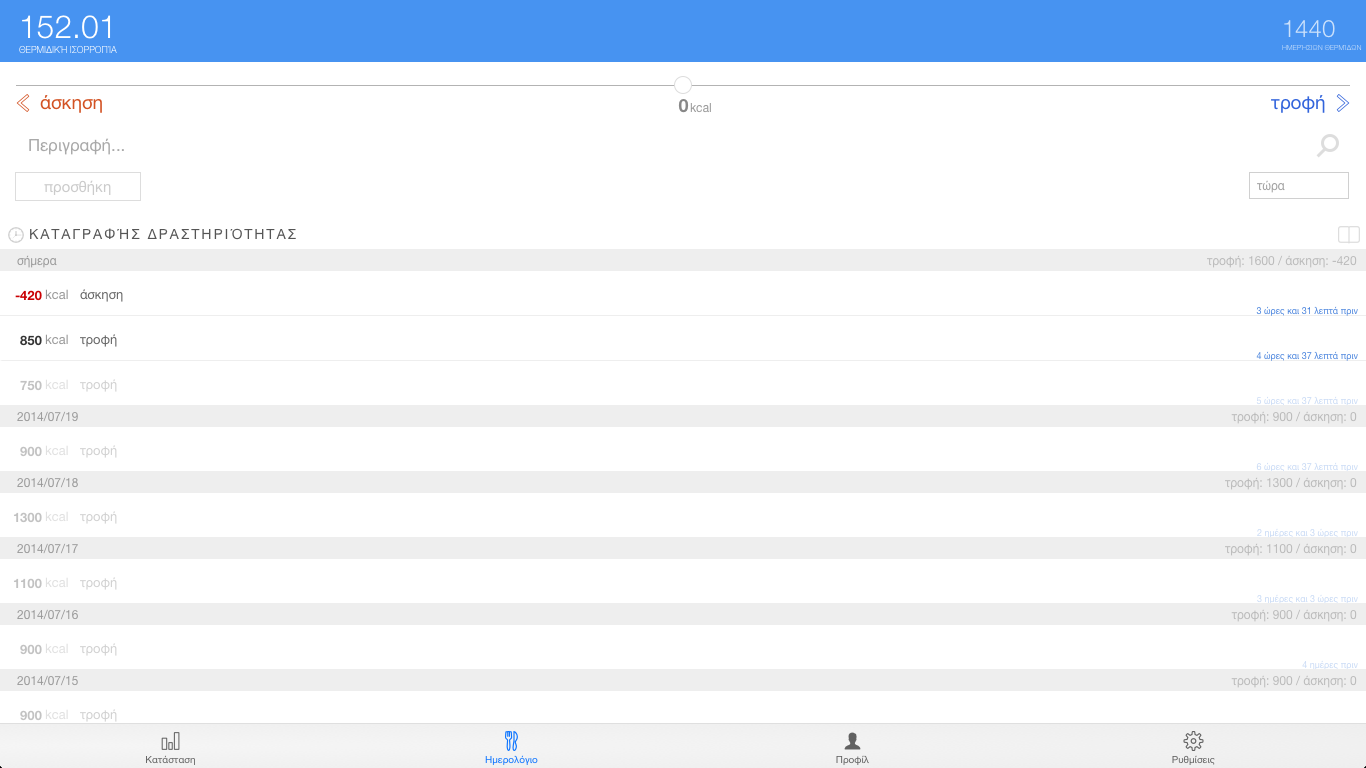 152.01
ΘΕΡΜΙΔΙΚΉ ΙΣΟΡΡΟΠΊΑ
1440
ΗΜΕΡΉΣΙΩΝ ΘΕΡΜΊΔΩΝ
άσκηση
0 kcal
τροφή
Περιγραφή...
προσθήκη
τώρα
ΚΑΤΑΓΡΑΦΉΣ ΔΡΑΣΤΗΡΙΌΤΗΤΑΣ
σήμερα τροφή: 1600 / άσκηση: -420
-420 kcal άσκηση
3 ώρες και 31 λεπτά πριν
850 kcal τροφή
4 ώρες και 37 λεπτά πριν
750 kcal τροφή
5 ώρες και 37 λεπτά πριν
2014/07/19 τροφή: 900 / άσκηση: 0
900 kcal τροφή
6 ώρες και 37 λεπτά πριν
2014/07/18 τροφή: 1300 / άσκηση: 0
1300 kcal τροφή
2 ημέρες και 3 ώρες πριν
2014/07/17 τροφή: 1100 / άσκηση: 0
1100 kcal τροφή
3 ημέρες και 3 ώρες πριν
2014/07/16 τροφή: 900 / άσκηση: 0
900 kcal τροφή
4 ημέρες πριν
2014/07/15 τροφή: 900 / άσκηση: 0
900 kcal τροφή
Κατάσταση
Ημερολόγιο
Προφίλ
Ρυθμίσεις